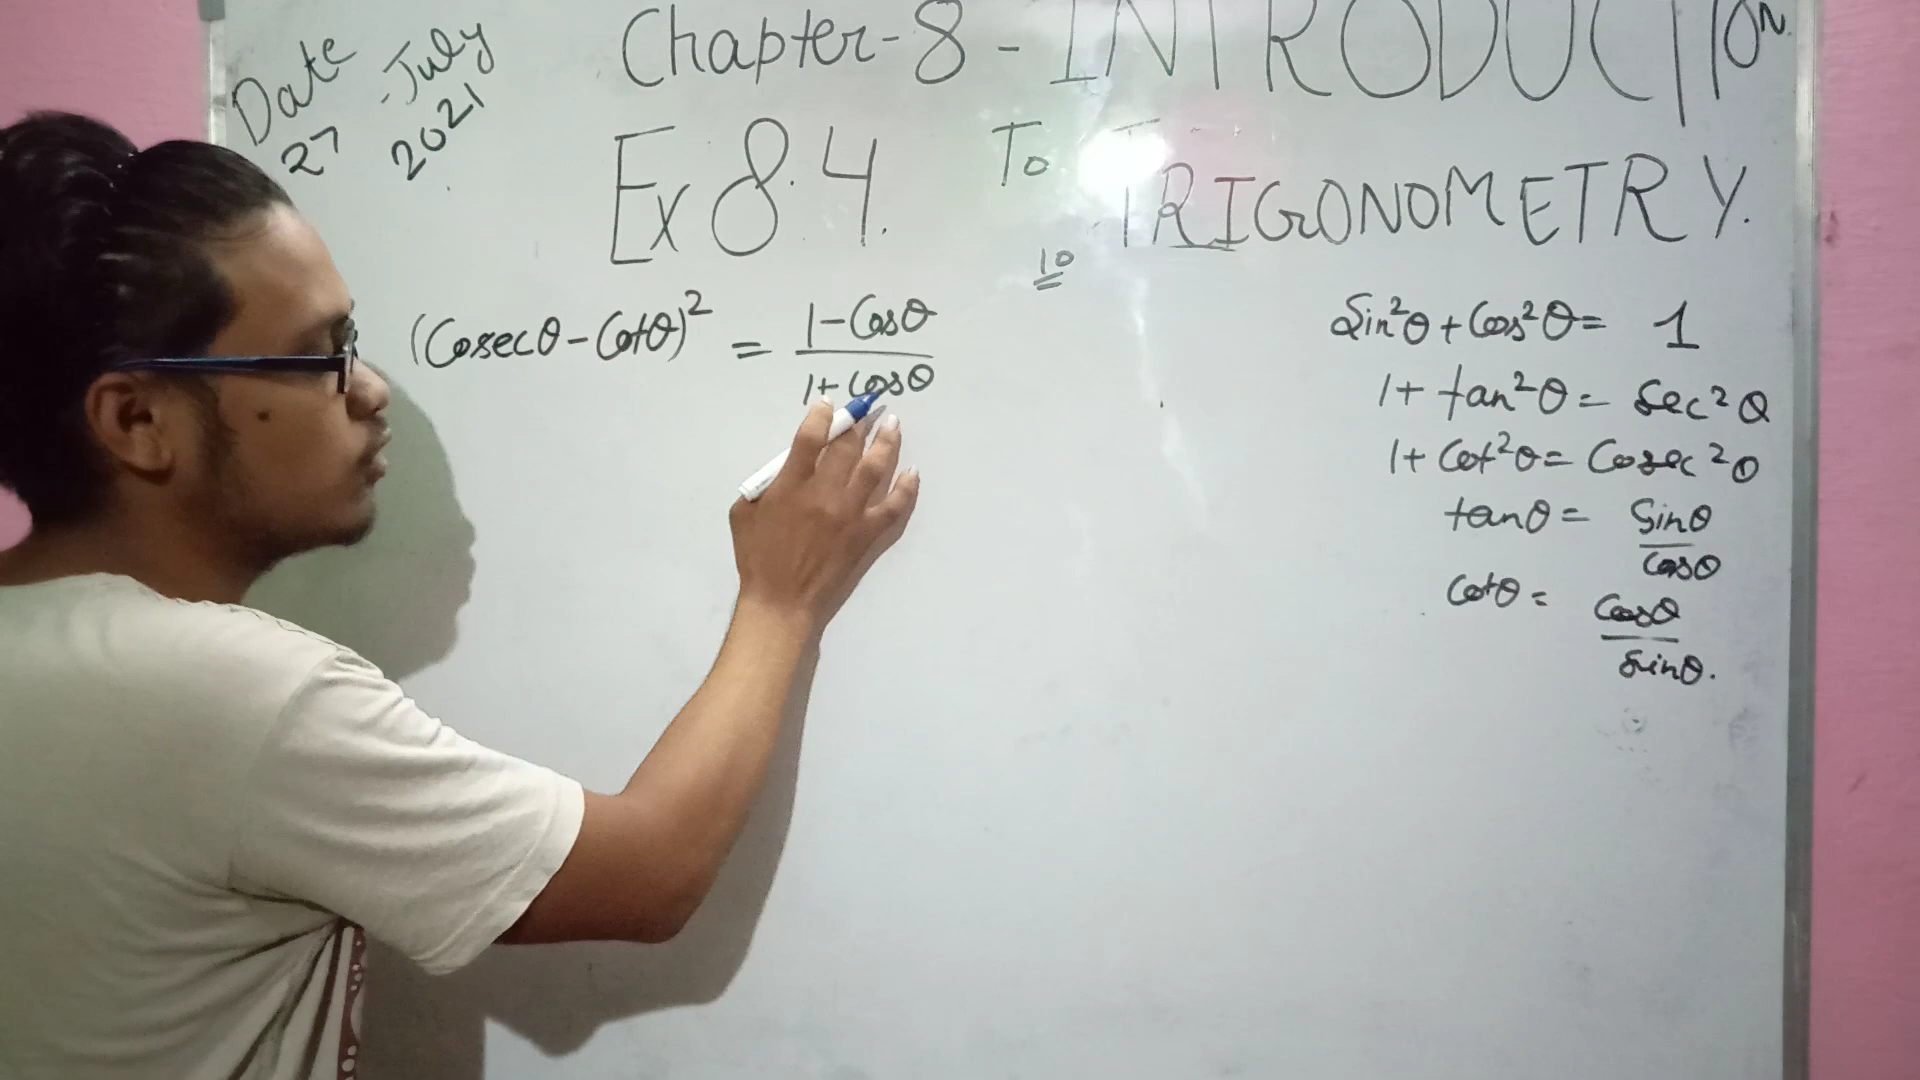 Date
27 - July
2021
Chapter-8 - INTRODUCTION
Ex 8.4. To TRIGONOMETRY.
10
(Cosecθ - Cotθ)² = 1-Cosθ / 1+Cosθ
Sin²θ + Cos²θ = 1
1 + tan²θ = Sec²θ
1 + Cot²θ = Cosec²θ
tanθ = Sinθ / Cosθ
Cotθ = Cosθ / Sinθ.